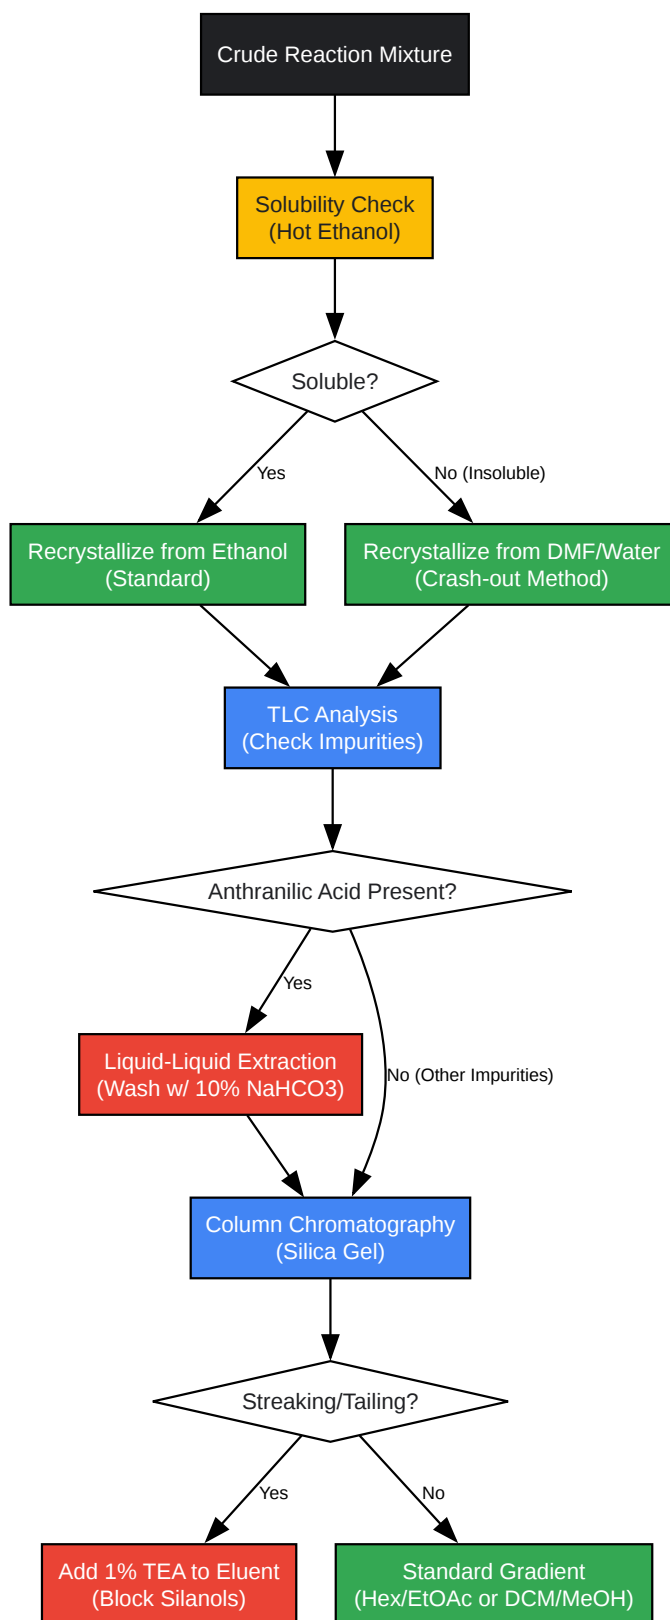 Crude Reaction Mixture
Solubility Check
(Hot Ethanol)
Soluble?
Yes
No (Insoluble)
Recrystallize from Ethanol
(Standard)
Recrystallize from DMF/Water
(Crash-out Method)
TLC Analysis
(Check Impurities)
Anthranilic Acid Present?
Yes
Liquid-Liquid Extraction
(Wash w/ 10% NaHCO3)
No (Other Impurities)
Column Chromatography
(Silica Gel)
Streaking/Tailing?
Yes
No
Add 1% TEA to Eluent
(Block Silanols)
Standard Gradient
(Hex/EtOAc or DCM/MeOH)